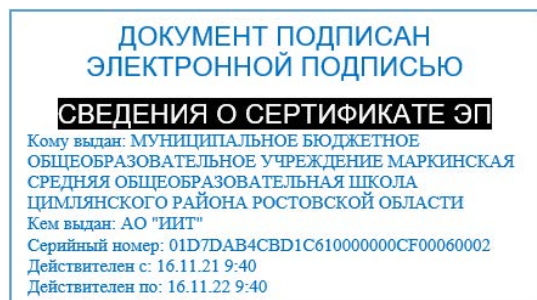 ДОКУМЕНТ ПОДПИСАН
ЭЛЕКТРОННОЙ ПОДПИСЬЮ
СВЕДЕНИЯ О СЕРТИФИКАТЕ ЭП
Кому выдан: МУНИЦИПАЛЬНОЕ БЮДЖЕТНОЕ
ОБЩЕОБРАЗОВАТЕЛЬНОЕ УЧРЕЖДЕНИЕ МАРКИНСКАЯ
СРЕДНЯЯ ОБЩЕОБРАЗОВАТЕЛЬНАЯ ШКОЛА
ЦИМЛЯНСКОГО РАЙОНА РОСТОВСКОЙ ОБЛАСТИ
Кем выдан: АО "ИИТ"
Серийный номер: 01D7DAB4CBD1C610000000CF00060002
Действителен с: 16.11.21 9:40
Действителен по: 16.11.22 9:40